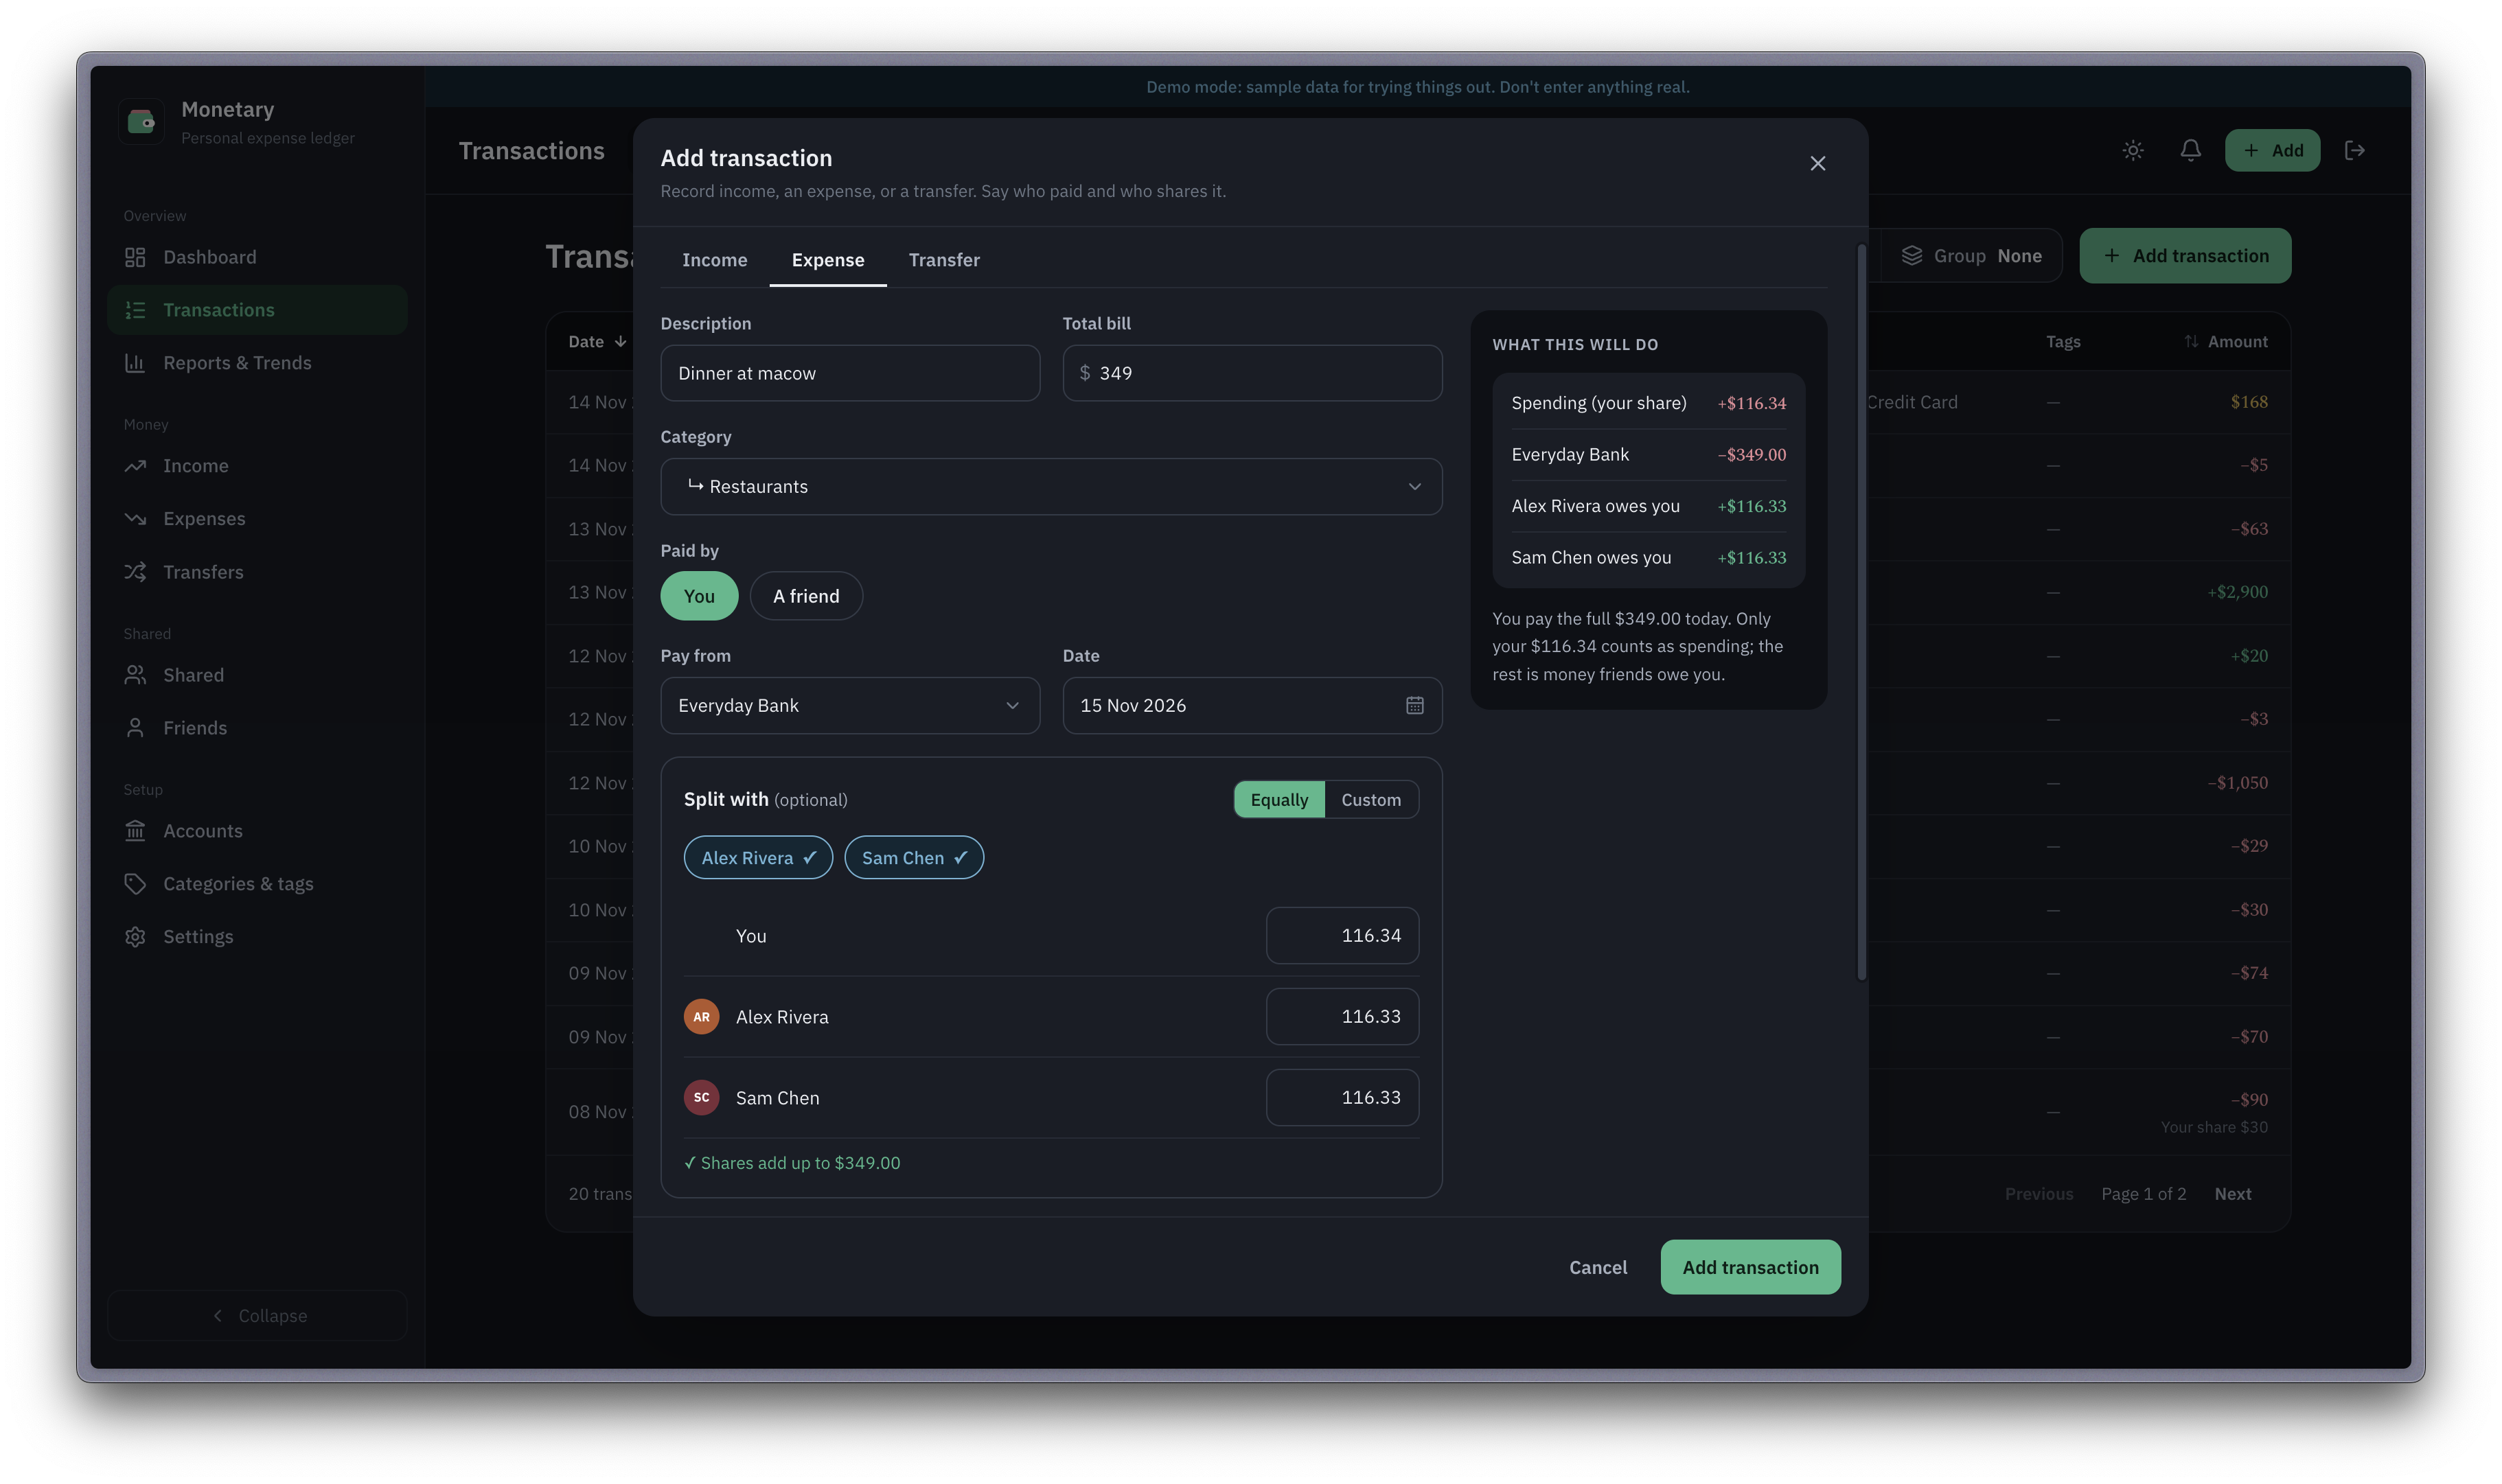 Monetary
Personal expense ledger
Overview
Dashboard
Transactions
Reports & Trends
Money
Income
Expenses
Transfers
Shared
Shared
Friends
Setup
Accounts
Categories & tags
Settings
Collapse
Demo mode: sample data for trying things out. Don't enter anything real.
Transactions
Add
Group None
Add transaction
Date
Tags
Amount
14 Nov
Credit Card — $168
14 Nov — −$5
13 Nov — −$63
13 Nov — +$2,900
12 Nov — +$20
12 Nov — −$3
12 Nov — −$1,050
10 Nov — −$29
10 Nov — −$30
09 Nov — −$74
09 Nov — −$70
08 Nov — −$90
Your share $30
20 trans
Previous Page 1 of 2 Next
Add transaction
Record income, an expense, or a transfer. Say who paid and who shares it.
Income Expense Transfer
Description
Dinner at macow
Total bill
$ 349
Category
↳ Restaurants
Paid by
You A friend
Pay from
Everyday Bank
Date
15 Nov 2026
Split with (optional)
Equally Custom
Alex Rivera ✓ Sam Chen ✓
You 116.34
AR Alex Rivera 116.33
SC Sam Chen 116.33
✓ Shares add up to $349.00
WHAT THIS WILL DO
Spending (your share) +$116.34
Everyday Bank −$349.00
Alex Rivera owes you +$116.33
Sam Chen owes you +$116.33
You pay the full $349.00 today. Only
your $116.34 counts as spending; the
rest is money friends owe you.
Cancel Add transaction